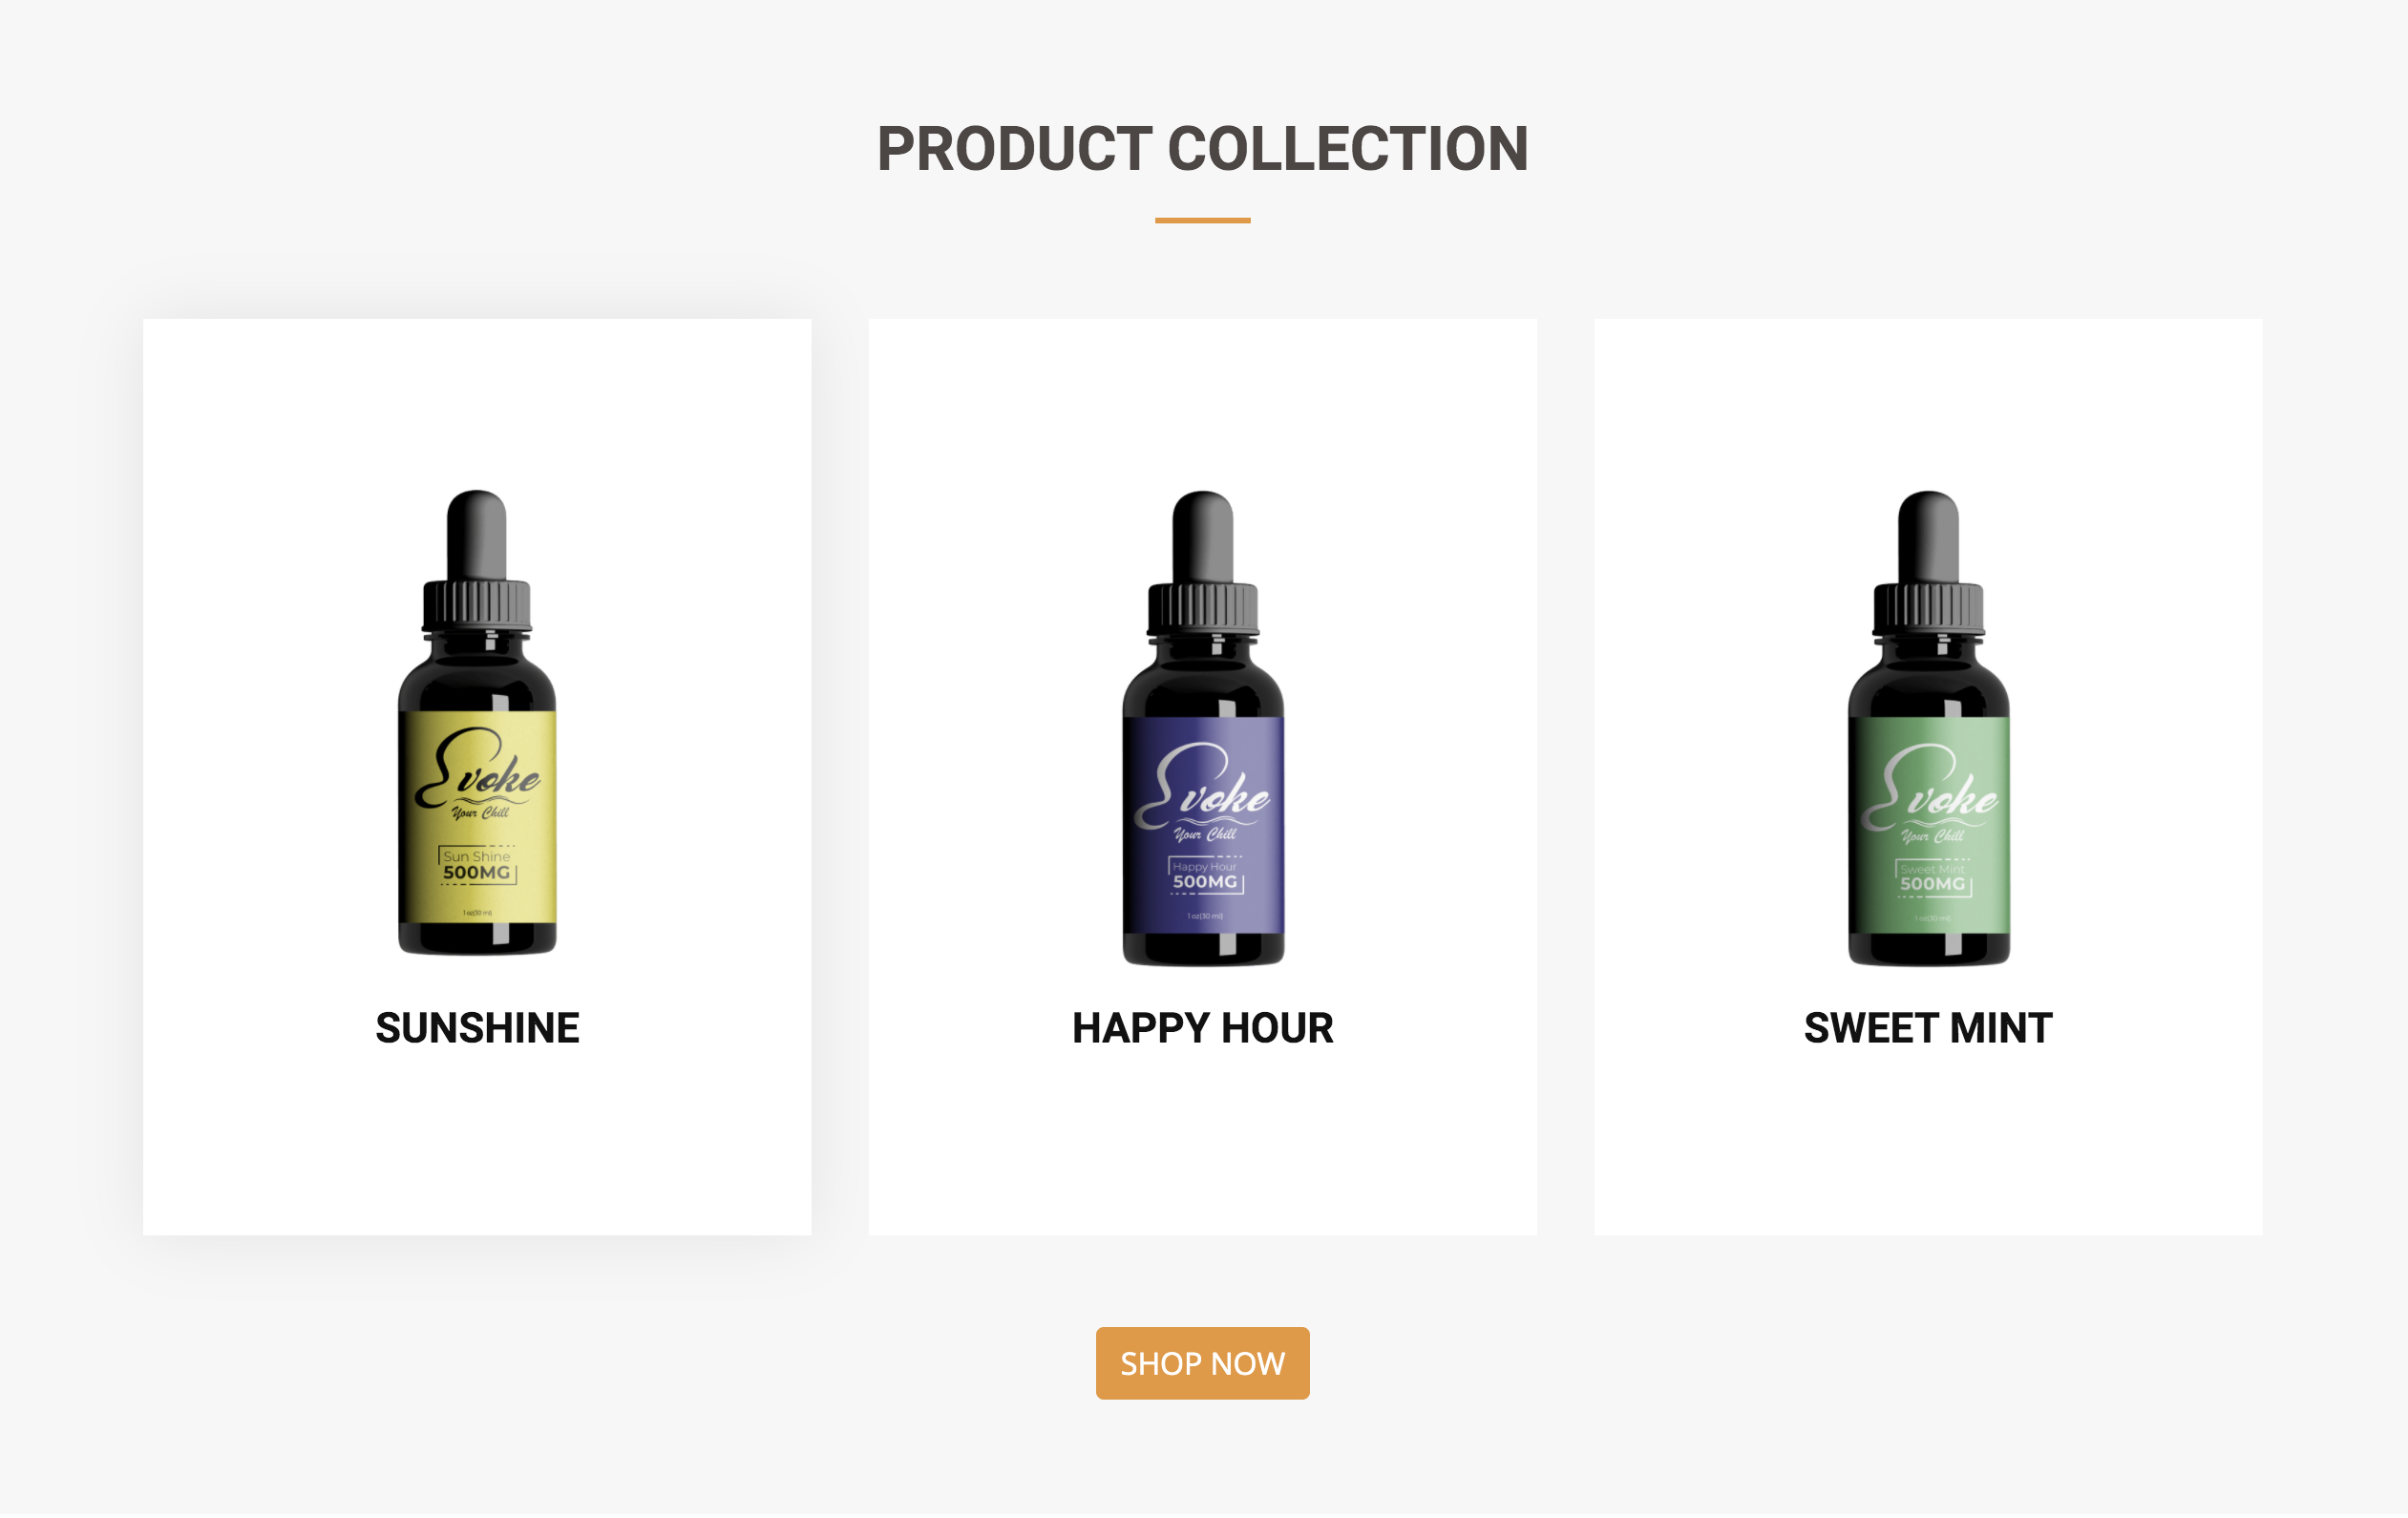 PRODUCT COLLECTION
Evoke
Your Chill
Sun Shine
500MG
1 oz(30 ml)
SUNSHINE
Evoke
Your Chill
Happy Hour
500MG
1 oz(30 ml)
HAPPY HOUR
Evoke
Your Chill
Sweet Mint
500MG
1 oz(30 ml)
SWEET MINT
SHOP NOW